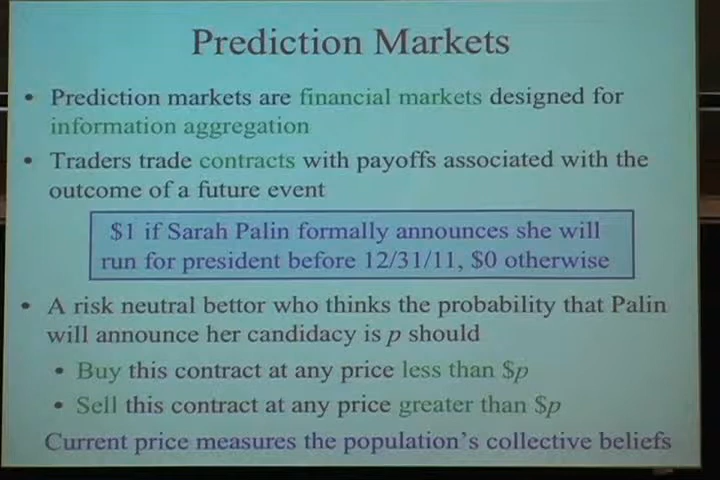 Prediction Markets
• Prediction markets are financial markets designed for
information aggregation
• Traders trade contracts with payoffs associated with the
outcome of a future event
$1 if Sarah Palin formally announces she will
run for president before 12/31/11, $0 otherwise
• A risk neutral bettor who thinks the probability that Palin
will announce her candidacy is p should
• Buy this contract at any price less than $p
• Sell this contract at any price greater than $p
Current price measures the population's collective beliefs